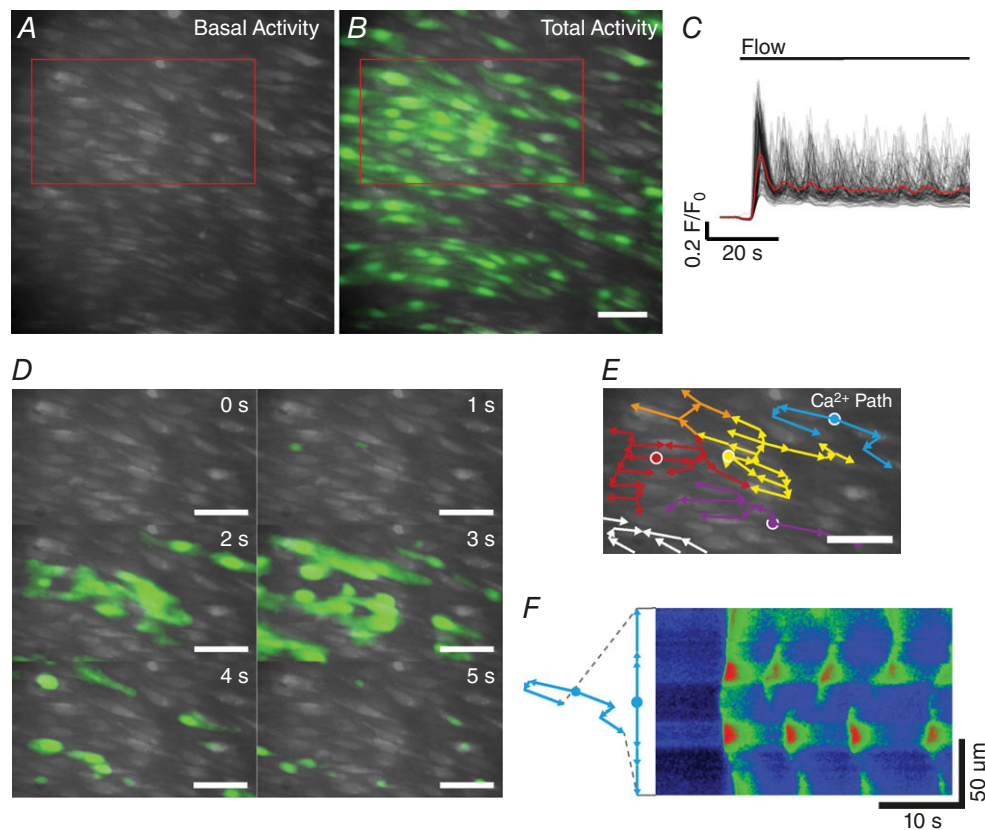 A
Basal Activity
B
Total Activity
C
Flow
0.2 F/F0
20 s
D
0 s
1 s
2 s
3 s
4 s
5 s
E
Ca2+ Path
F
10 s
50 um